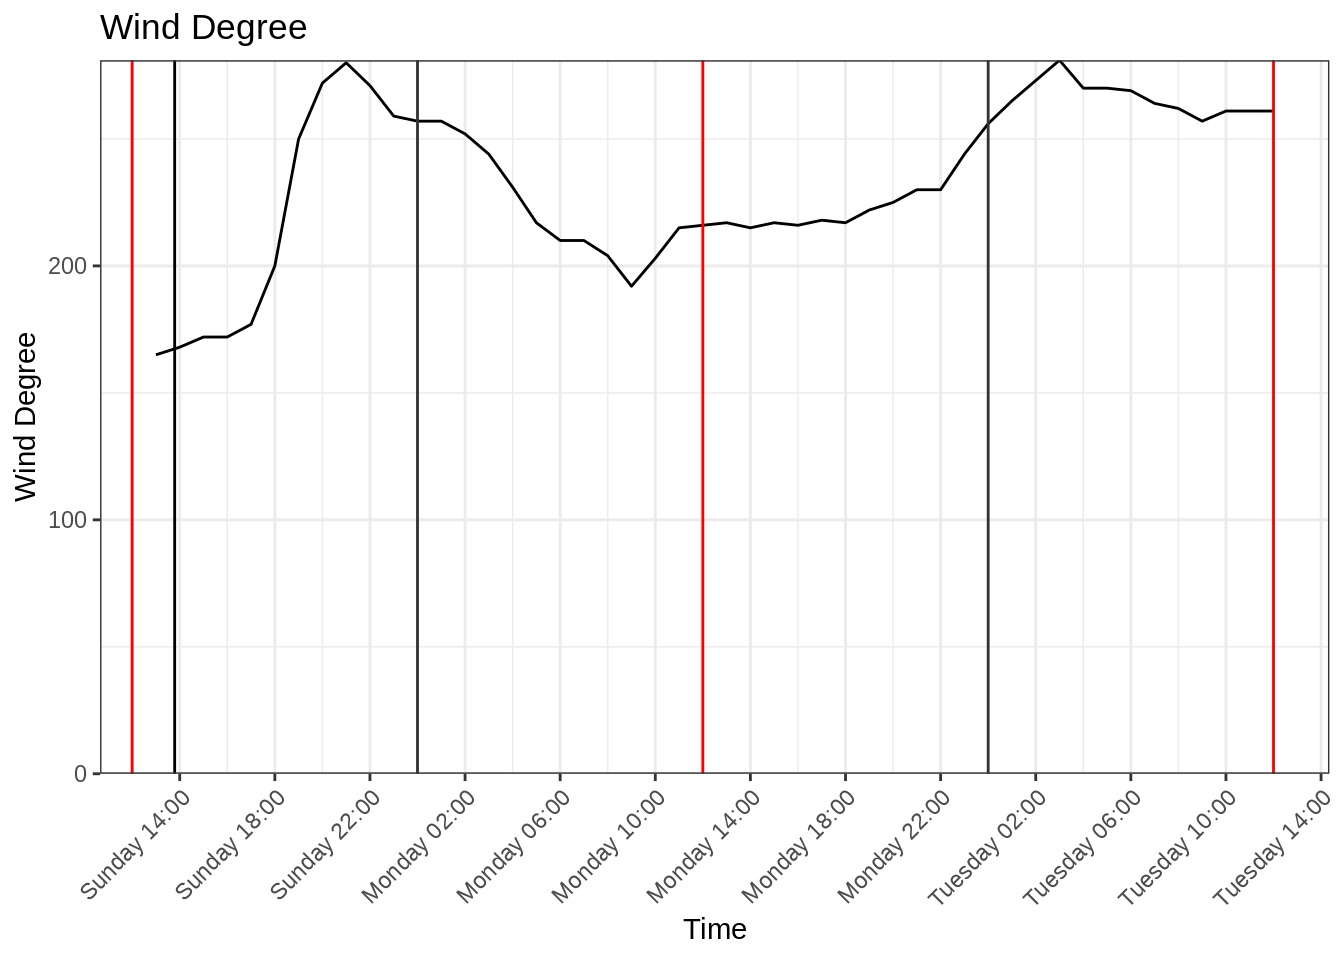 Wind Degree
Wind Degree
200
100
0
Sunday 14:00
Sunday 18:00
Sunday 22:00
Monday 02:00
Monday 06:00
Monday 10:00
Monday 14:00
Monday 18:00
Monday 22:00
Tuesday 02:00
Tuesday 06:00
Tuesday 10:00
Tuesday 14:00
Time